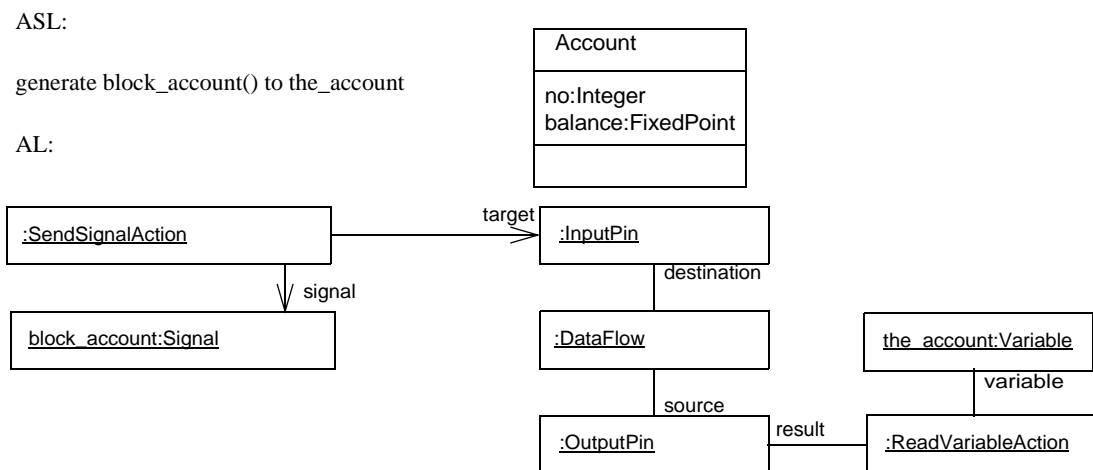 ASL:
Account
generate block_account() to the_account
no:Integer
balance:FixedPoint
AL:
target
:SendSignalAction
:InputPin
destination
signal
block_account:Signal
:DataFlow
the_account:Variable
variable
source
result
:OutputPin
:ReadVariableAction